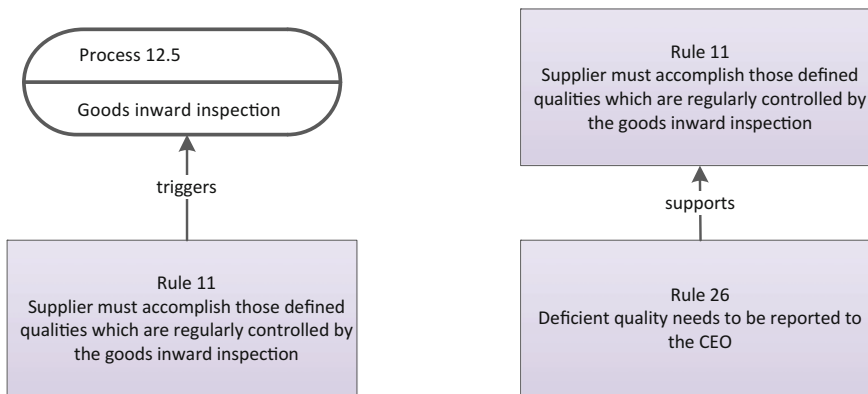 Process 12.5
Goods inward inspection
triggers
Rule 11
Supplier must accomplish those defined
qualities which are regularly controlled by
the goods inward inspection
Rule 11
Supplier must accomplish those defined
qualities which are regularly controlled by
the goods inward inspection
supports
Rule 26
Deficient quality needs to be reported to
the CEO